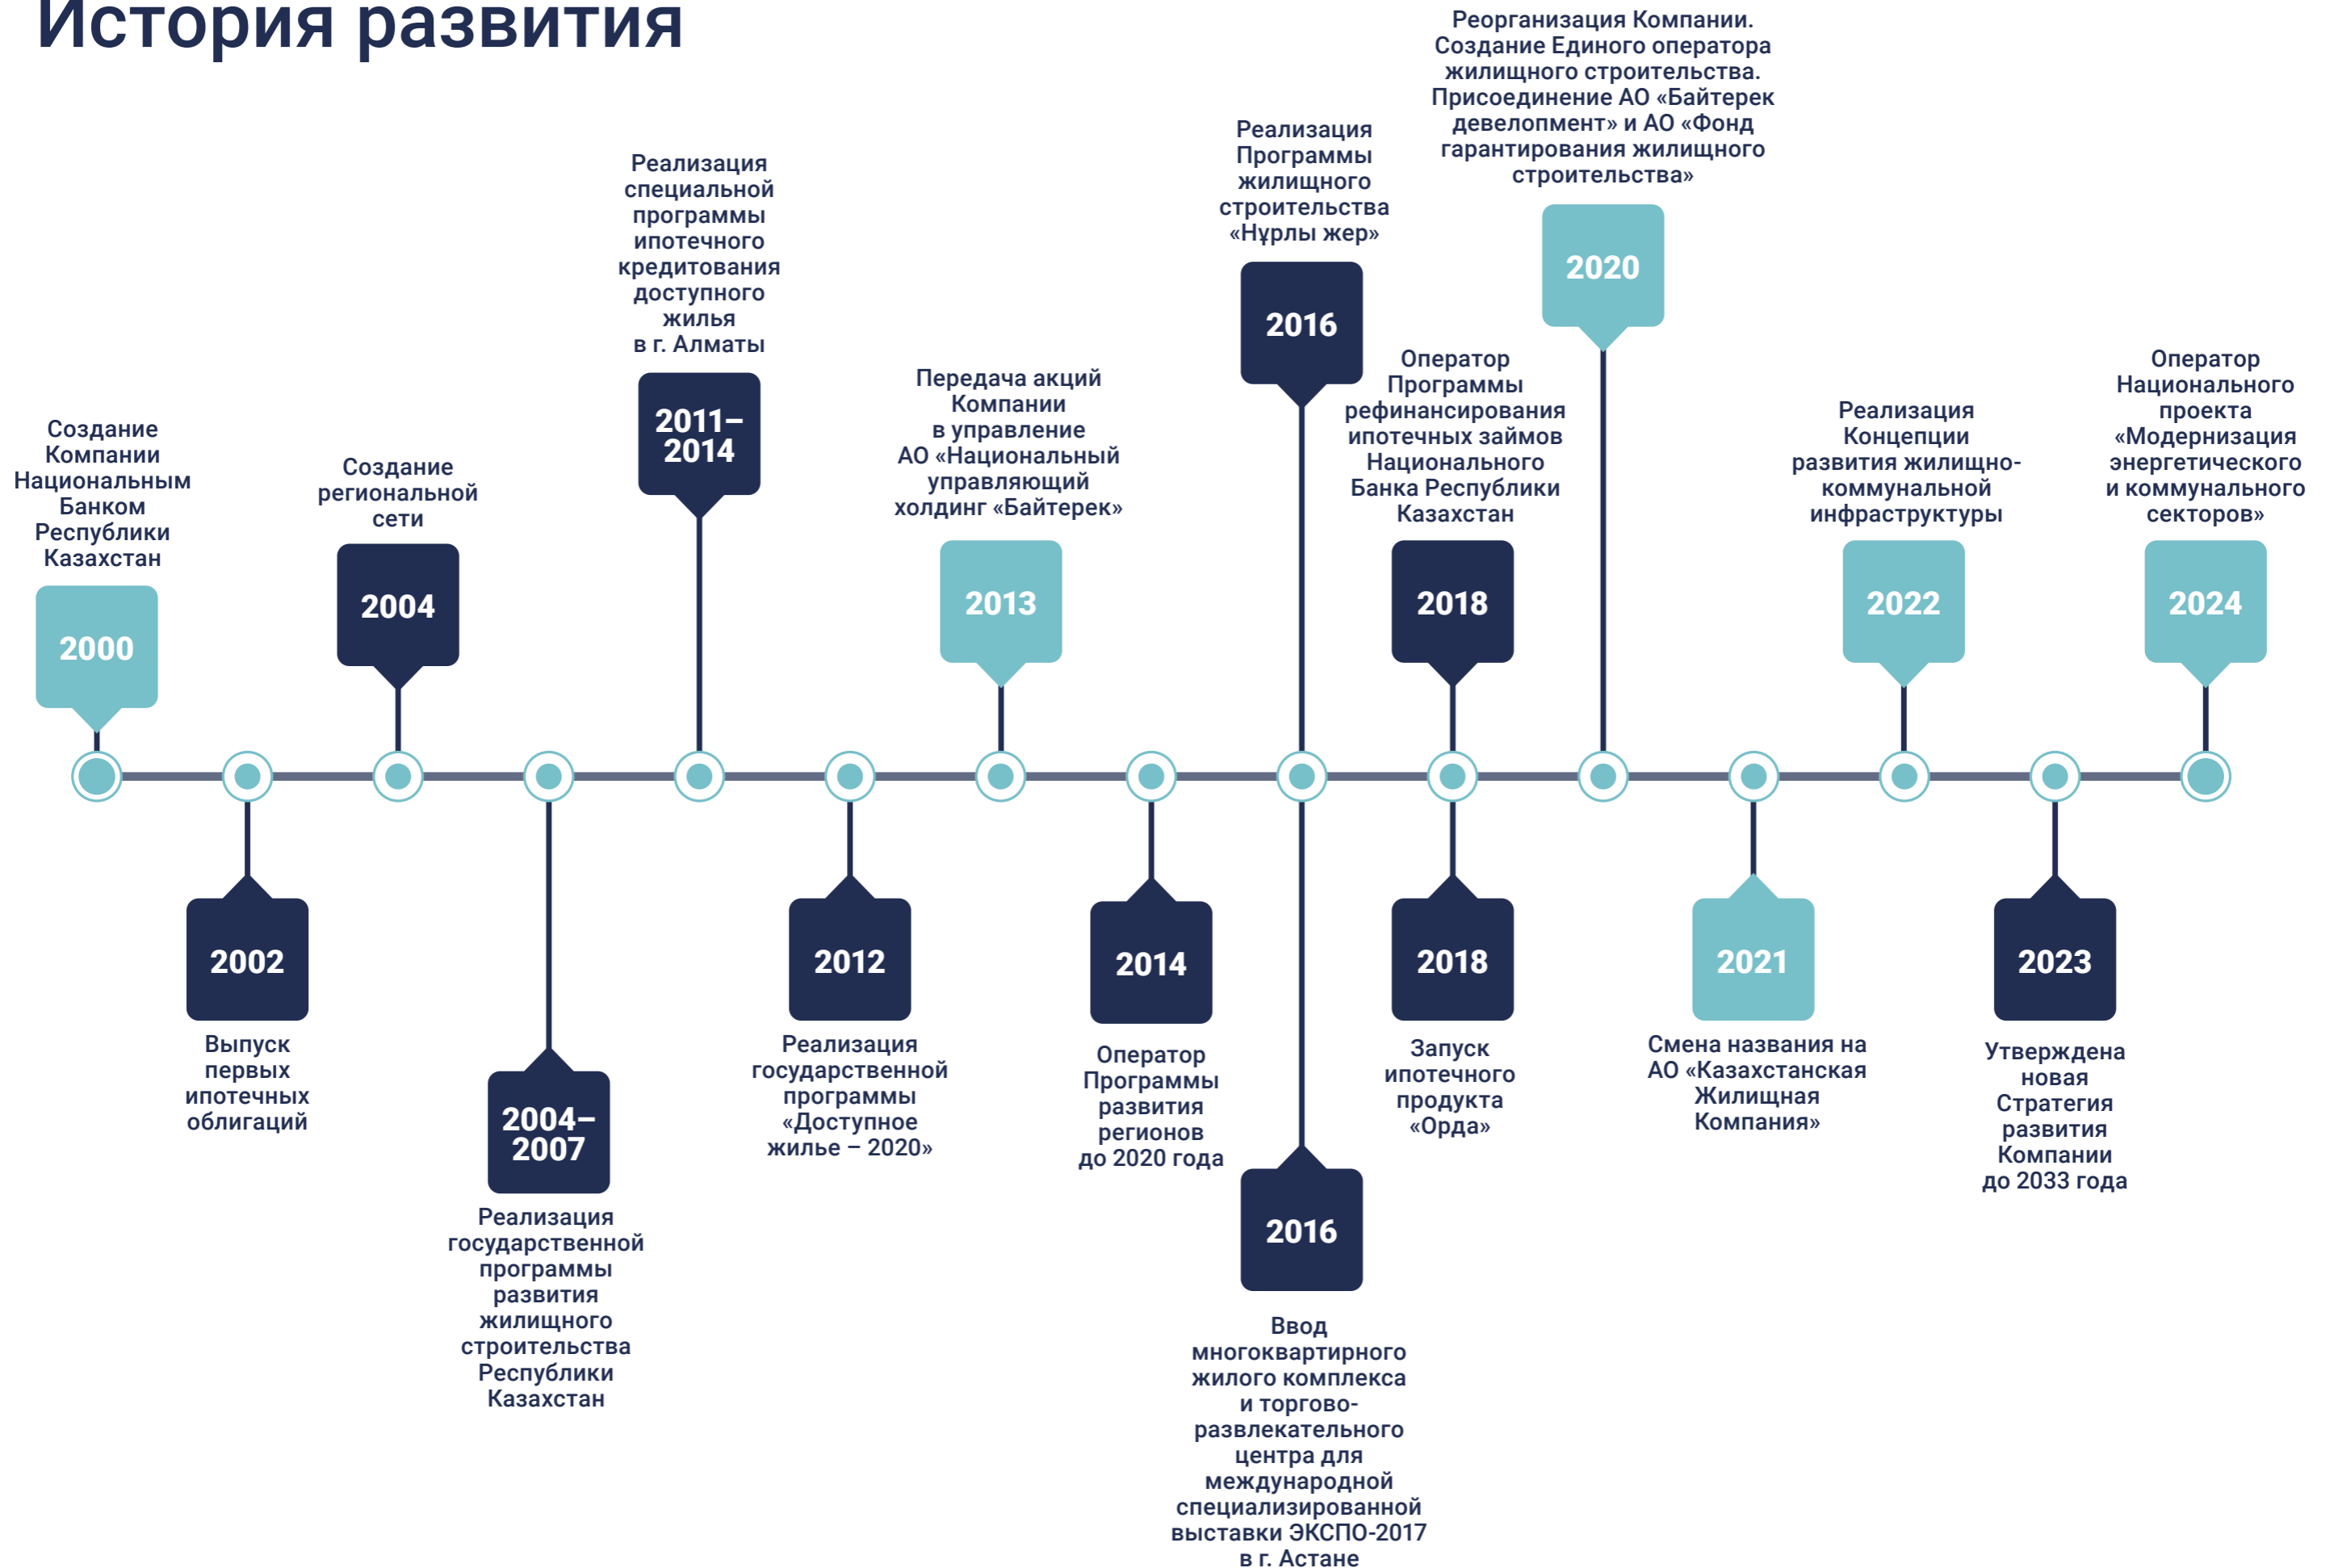 История развития
Создание
Компании
Национальным
Банком
Республики
Казахстан
2000
Выпуск
первых
ипотечных
облигаций
2002
Создание
региональной
сети
2004
2004–
2007
Реализация
государственной
программы
развития
жилищного
строительства
Республики
Казахстан
Реализация
специальной
программы
ипотечного
кредитования
доступного
жилья
в г. Алматы
2011–
2014
2012
Реализация
государственной
программы
«Доступное
жилье – 2020»
Передача акций
Компании
в управление
АО «Национальный
управляющий
холдинг «Байтерек»
2013
2014
Оператор
Программы
развития
регионов
до 2020 года
Реализация
Программы
жилищного
строительства
«Нұрлы жер»
2016
2016
Ввод
многоквартирного
жилого комплекса
и торгово-
развлекательного
центра для
международной
специализированной
выставки ЭКСПО-2017
в г. Астане
Оператор
Программы
рефинансирования
ипотечных займов
Национального
Банка Республики
Казахстан
2018
2018
Запуск
ипотечного
продукта
«Орда»
Реорганизация Компании.
Создание Единого оператора
жилищного строительства.
Присоединение АО «Байтерек
девелопмент» и АО «Фонд
гарантирования жилищного
строительства»
2020
2021
Смена названия на
АО «Казахстанская
Жилищная
Компания»
Реализация
Концепции
развития жилищно-
коммунальной
инфраструктуры
2022
2023
Утверждена
новая
Стратегия
развития
Компании
до 2033 года
Оператор
Национального
проекта
«Модернизация
энергетического
и коммунального
секторов»
2024